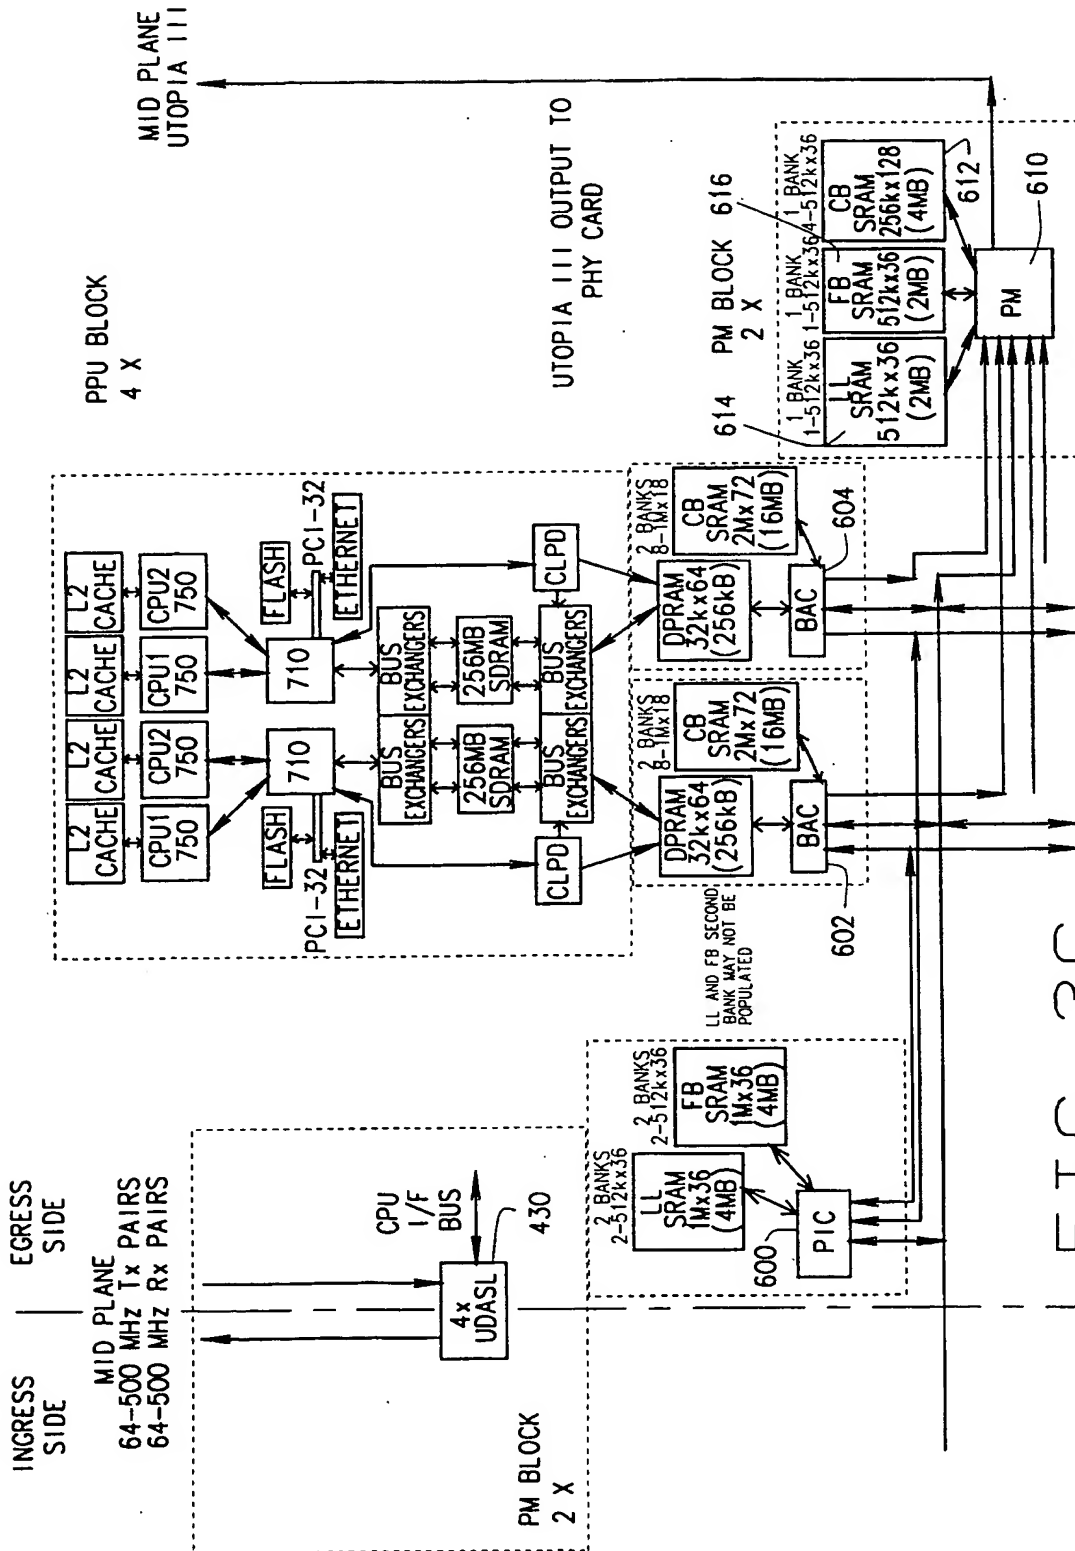 INGRESS
SIDE
EGRESS
SIDE
MID PLANE
64-500 MHz Tx PAIRS
64-500 MHz Rx PAIRS
MID PLANE
UTOPIA III
PPU BLOCK
4 X
L2
CACHE
L2
CACHE
L2
CACHE
L2
CACHE
CPU1
750
CPU2
750
CPU1
750
CPU2
750
710
710
FLASH
PCI-32
ETHERNET
FLASH
PCI-32
ETHERNET
BUS
EXCHANGERS
BUS
EXCHANGERS
256MB
SDRAM
256MB
SDRAM
BUS
EXCHANGERS
BUS
EXCHANGERS
CLPD
CLPD
CPU
I/F
BUS
4x
UDASL
430
PM BLOCK
2 X
UTOPIA III OUTPUT TO
PHY CARD
2 BANKS
2-512kx36
LL
SRAM
1Mx36
(4MB)
2 BANKS
2-512kx36
FB
SRAM
1Mx36
(4MB)
600
PIC
LL AND FB SECOND
BANK MAY NOT BE
POPULATED
DPRAM
32kx64
(256kB)
2 BANKS
8-1Mx18
CB
SRAM
2Mx72
(16MB)
BAC
602
DPRAM
32kx64
(256kB)
2 BANKS
8-1Mx18
CB
SRAM
2Mx72
(16MB)
BAC
604
614
PM BLOCK
2 X
616
1 BANK
1-512kx36
LL
SRAM
512kx36
(2MB)
1 BANK
1-512kx36
FB
SRAM
512kx36
(2MB)
1 BANK
4-512kx36
CB
SRAM
256kx128
(4MB)
612
PM
610